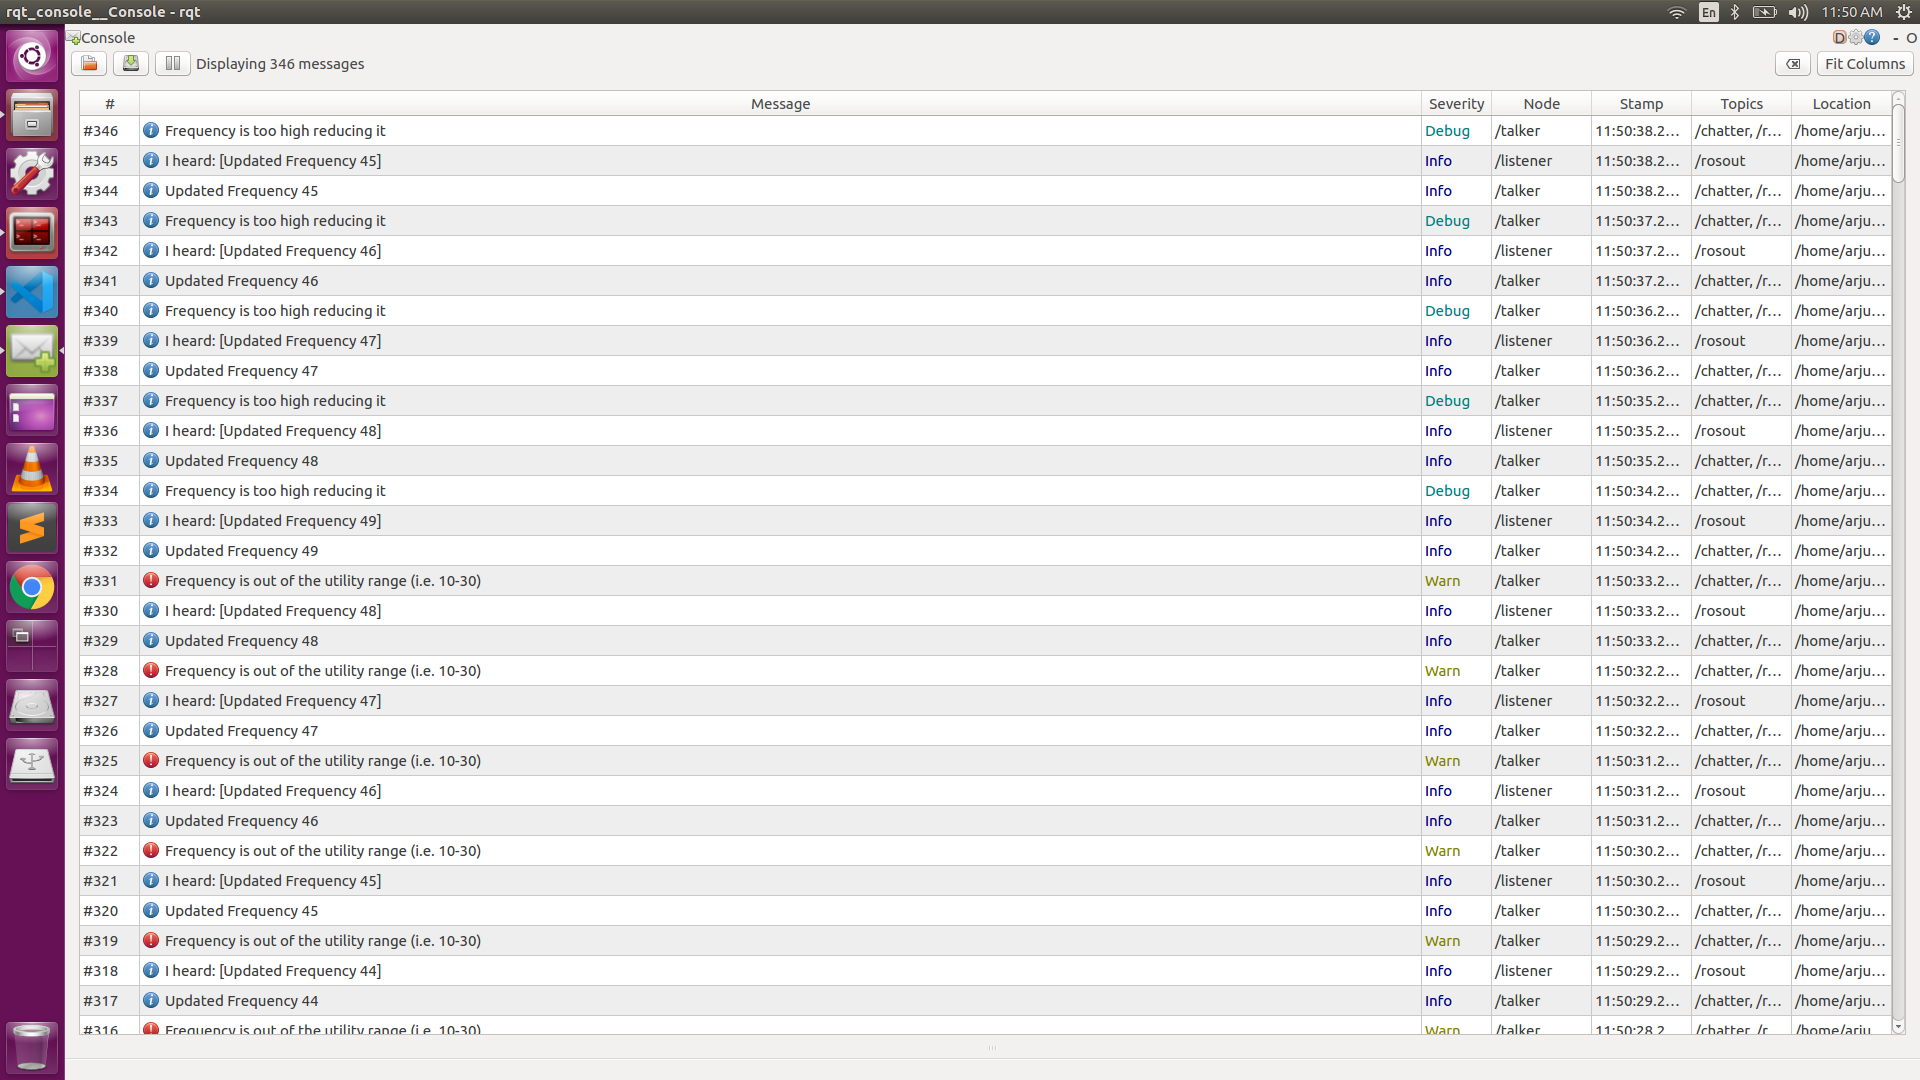 rqt_console__Console - rqt
En
11:50 AM
Console
D
- O
Displaying 346 messages
Fit Columns
# Message Severity Node Stamp Topics Location
#346 Frequency is too high reducing it Debug /talker 11:50:38.2... /chatter, /r... /home/arju...
#345 I heard: [Updated Frequency 45] Info /listener 11:50:38.2... /rosout /home/arju...
#344 Updated Frequency 45 Info /talker 11:50:38.2... /chatter, /r... /home/arju...
#343 Frequency is too high reducing it Debug /talker 11:50:37.2... /chatter, /r... /home/arju...
#342 I heard: [Updated Frequency 46] Info /listener 11:50:37.2... /rosout /home/arju...
#341 Updated Frequency 46 Info /talker 11:50:37.2... /chatter, /r... /home/arju...
#340 Frequency is too high reducing it Debug /talker 11:50:36.2... /chatter, /r... /home/arju...
#339 I heard: [Updated Frequency 47] Info /listener 11:50:36.2... /rosout /home/arju...
#338 Updated Frequency 47 Info /talker 11:50:36.2... /chatter, /r... /home/arju...
#337 Frequency is too high reducing it Debug /talker 11:50:35.2... /chatter, /r... /home/arju...
#336 I heard: [Updated Frequency 48] Info /listener 11:50:35.2... /rosout /home/arju...
#335 Updated Frequency 48 Info /talker 11:50:35.2... /chatter, /r... /home/arju...
#334 Frequency is too high reducing it Debug /talker 11:50:34.2... /chatter, /r... /home/arju...
#333 I heard: [Updated Frequency 49] Info /listener 11:50:34.2... /rosout /home/arju...
#332 Updated Frequency 49 Info /talker 11:50:34.2... /chatter, /r... /home/arju...
#331 Frequency is out of the utility range (i.e. 10-30) Warn /talker 11:50:33.2... /chatter, /r... /home/arju...
#330 I heard: [Updated Frequency 48] Info /listener 11:50:33.2... /rosout /home/arju...
#329 Updated Frequency 48 Info /talker 11:50:33.2... /chatter, /r... /home/arju...
#328 Frequency is out of the utility range (i.e. 10-30) Warn /talker 11:50:32.2... /chatter, /r... /home/arju...
#327 I heard: [Updated Frequency 47] Info /listener 11:50:32.2... /rosout /home/arju...
#326 Updated Frequency 47 Info /talker 11:50:32.2... /chatter, /r... /home/arju...
#325 Frequency is out of the utility range (i.e. 10-30) Warn /talker 11:50:31.2... /chatter, /r... /home/arju...
#324 I heard: [Updated Frequency 46] Info /listener 11:50:31.2... /rosout /home/arju...
#323 Updated Frequency 46 Info /talker 11:50:31.2... /chatter, /r... /home/arju...
#322 Frequency is out of the utility range (i.e. 10-30) Warn /talker 11:50:30.2... /chatter, /r... /home/arju...
#321 I heard: [Updated Frequency 45] Info /listener 11:50:30.2... /rosout /home/arju...
#320 Updated Frequency 45 Info /talker 11:50:30.2... /chatter, /r... /home/arju...
#319 Frequency is out of the utility range (i.e. 10-30) Warn /talker 11:50:29.2... /chatter, /r... /home/arju...
#318 I heard: [Updated Frequency 44] Info /listener 11:50:29.2... /rosout /home/arju...
#317 Updated Frequency 44 Info /talker 11:50:29.2... /chatter, /r... /home/arju...
#316 Frequency is out of the utility range (i.e. 10-30) Warn /talker 11:50:28.2 /chatter, /r... /home/arju